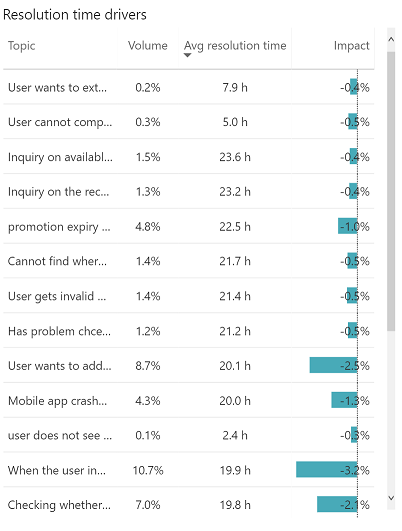 Resolution time drivers
Topic Volume Avg resolution time Impact
User wants to ext... 0.2% 7.9 h -0.4%
User cannot comp... 0.3% 5.0 h -0.5%
Inquiry on availabl... 1.5% 23.6 h -0.4%
Inquiry on the rec... 1.3% 23.2 h -0.4%
promotion expiry ... 4.8% 22.5 h -1.0%
Cannot find wher... 1.4% 21.7 h -0.5%
User gets invalid ... 1.4% 21.4 h -0.5%
Has problem chce... 1.2% 21.2 h -0.5%
User wants to add... 8.7% 20.1 h -2.5%
Mobile app crash... 4.3% 20.0 h -1.3%
user does not see ... 0.1% 2.4 h -0.3%
When the user in... 10.7% 19.9 h -3.2%
Checking whether... 7.0% 19.8 h -2.1%